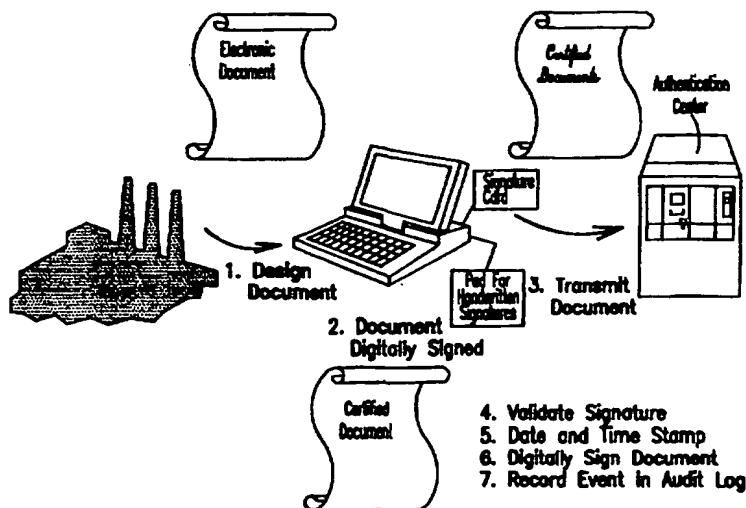 Electronic
Document
Certified
Documents
Authentication
Center
Signature
Card
1. Design
Document
Pad For
Handwritten
Signatures
3. Transmit
Document
2. Document
Digitally Signed
Certified
Document
4. Validate Signature
5. Date and Time Stamp
6. Digitally Sign Document
7. Record Event in Audit Log